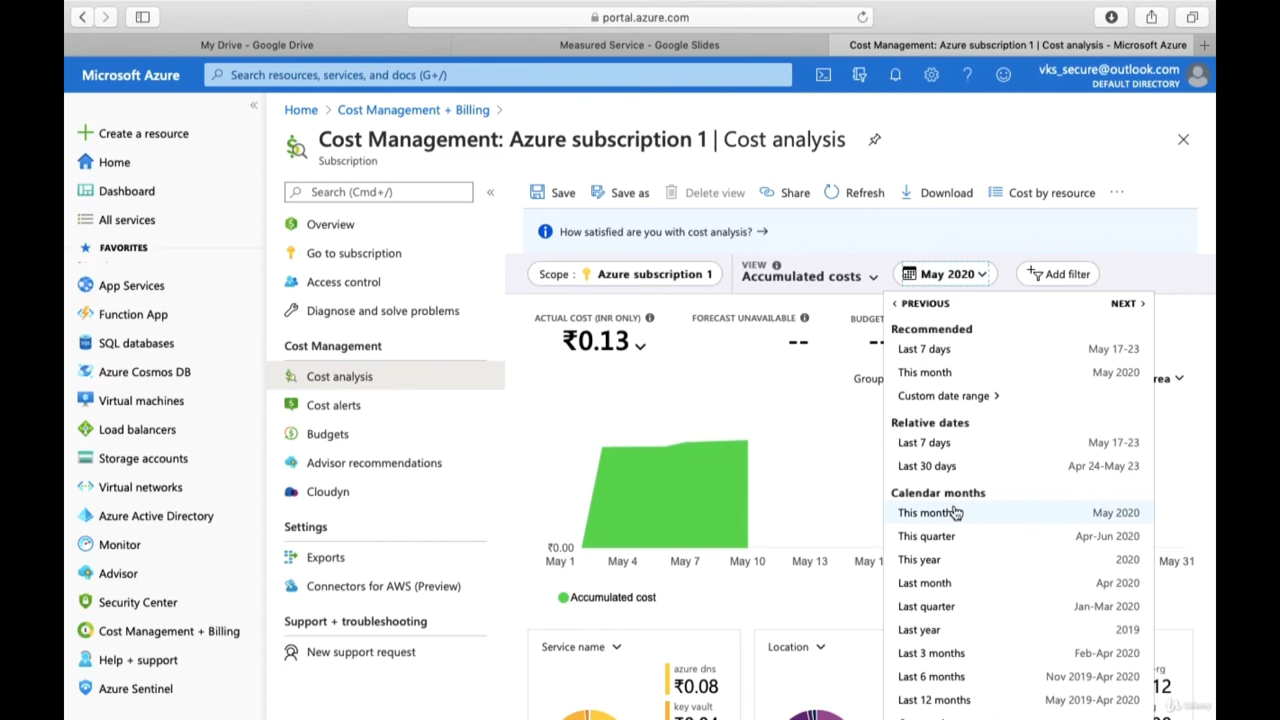 portal.azure.com
My Drive - Google Drive
Measured Service - Google Slides
Cost Management: Azure subscription 1 | Cost analysis - Microsoft Azure
Microsoft Azure
Search resources, services, and docs (G+/)
vks_secure@outlook.com
DEFAULT DIRECTORY
Create a resource
Home
Dashboard
All services
FAVORITES
App Services
Function App
SQL databases
Azure Cosmos DB
Virtual machines
Load balancers
Storage accounts
Virtual networks
Azure Active Directory
Monitor
Advisor
Security Center
Cost Management + Billing
Help + support
Azure Sentinel
Home > Cost Management + Billing >
Cost Management: Azure subscription 1 | Cost analysis
Subscription
Search (Cmd+/)
Overview
Go to subscription
Access control
Diagnose and solve problems
Cost Management
Cost analysis
Cost alerts
Budgets
Advisor recommendations
Cloudyn
Settings
Exports
Connectors for AWS (Preview)
Support + troubleshooting
New support request
Save Save as Delete view Share Refresh Download Cost by resource ...
How satisfied are you with cost analysis? →
Scope : Azure subscription 1
VIEW
Accumulated costs
May 2020
Add filter
ACTUAL COST (INR ONLY)
₹0.13
FORECAST UNAVAILABLE
--
BUDGE
--
Group
rea
₹0.00
May 1 May 4 May 7 May 10 May 13 May 31
Accumulated cost
Service name
azure dns
₹0.08
key vault
Location
12
< PREVIOUS NEXT >
Recommended
Last 7 days May 17-23
This month May 2020
Custom date range >
Relative dates
Last 7 days May 17-23
Last 30 days Apr 24-May 23
Calendar months
This month May 2020
This quarter Apr-Jun 2020
This year 2020
Last month Apr 2020
Last quarter Jan-Mar 2020
Last year 2019
Last 3 months Feb-Apr 2020
Last 6 months Nov 2019-Apr 2020
Last 12 months May 2019-Apr 2020